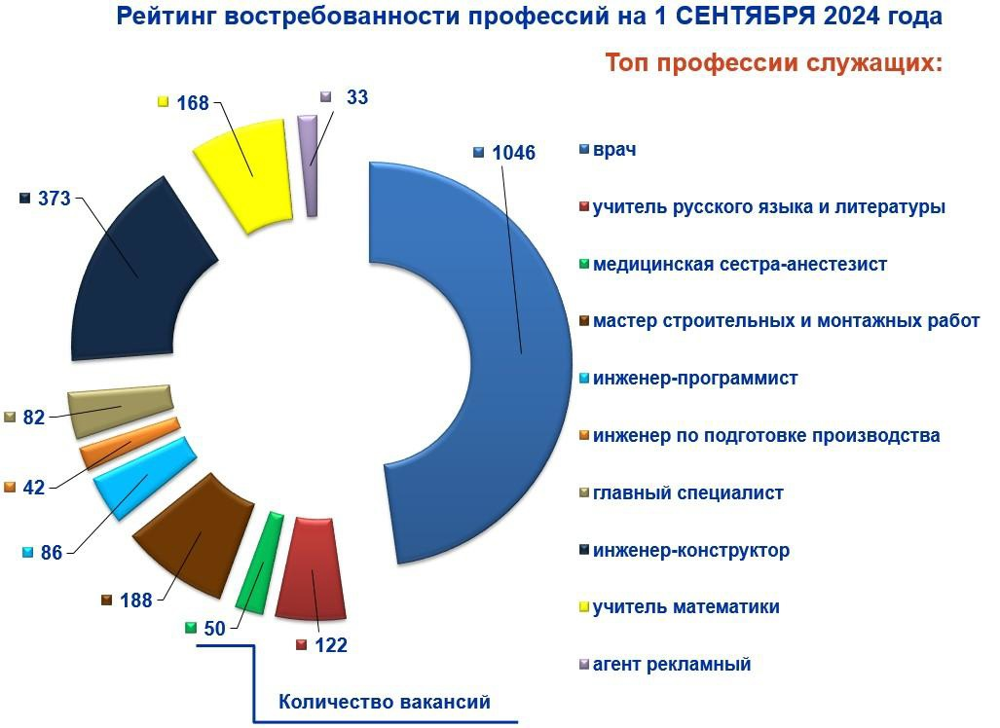 Рейтинг востребованности профессий на 1 СЕНТЯБРЯ 2024 года
Топ профессии служащих:
33
168
1046
373
82
42
86
188
50
122
врач
учитель русского языка и литературы
медицинская сестра-анестезист
мастер строительных и монтажных работ
инженер-программист
инженер по подготовке производства
главный специалист
инженер-конструктор
учитель математики
агент рекламный
Количество вакансий